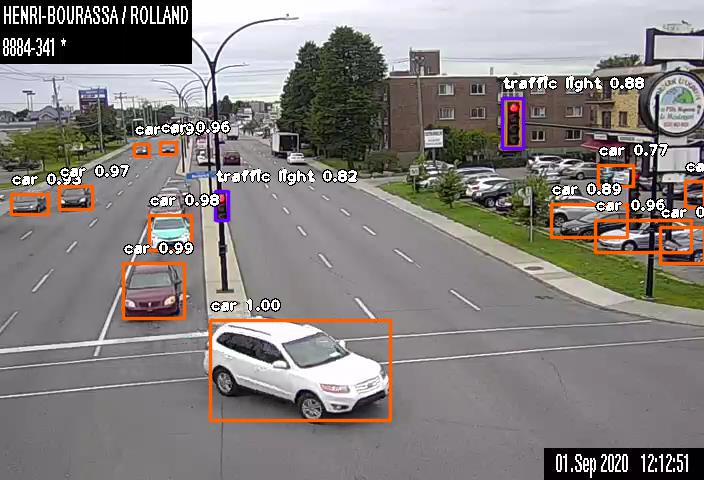 HENRI-BOURASSA / ROLLAND
8884-341 *
traffic light 0.88
car 0.96
car 0.77
car 0.97
traffic light 0.82
car 0.89
car 0.98
car 0.96
car 0.99
car 1.00
01.Sep 2020 12:12:51